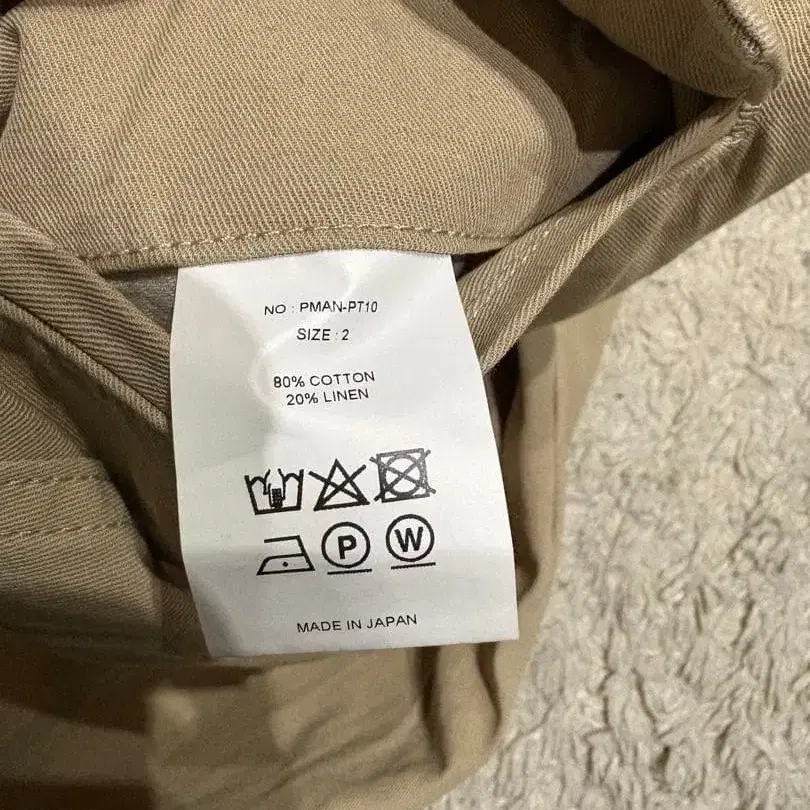 NO : PMAN-PT10
SIZE : 2
80% COTTON
20% LINEN
P W
MADE IN JAPAN